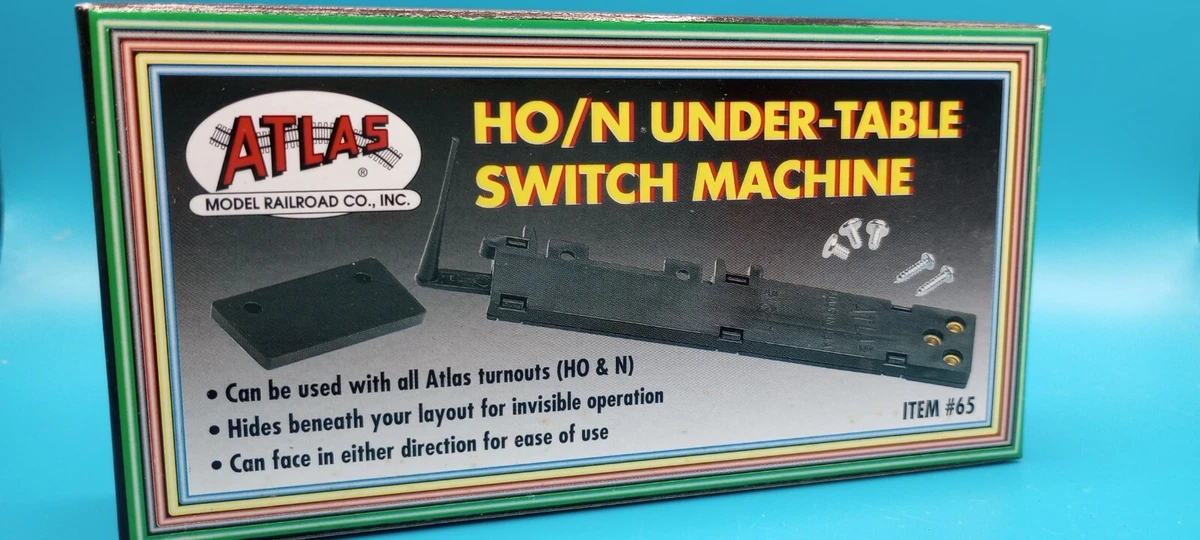 ATLAS
®
MODEL RAILROAD CO., INC.
HO/N UNDER-TABLE
SWITCH MACHINE
• Can be used with all Atlas turnouts (HO & N)
• Hides beneath your layout for invisible operation
• Can face in either direction for ease of use
ITEM #65